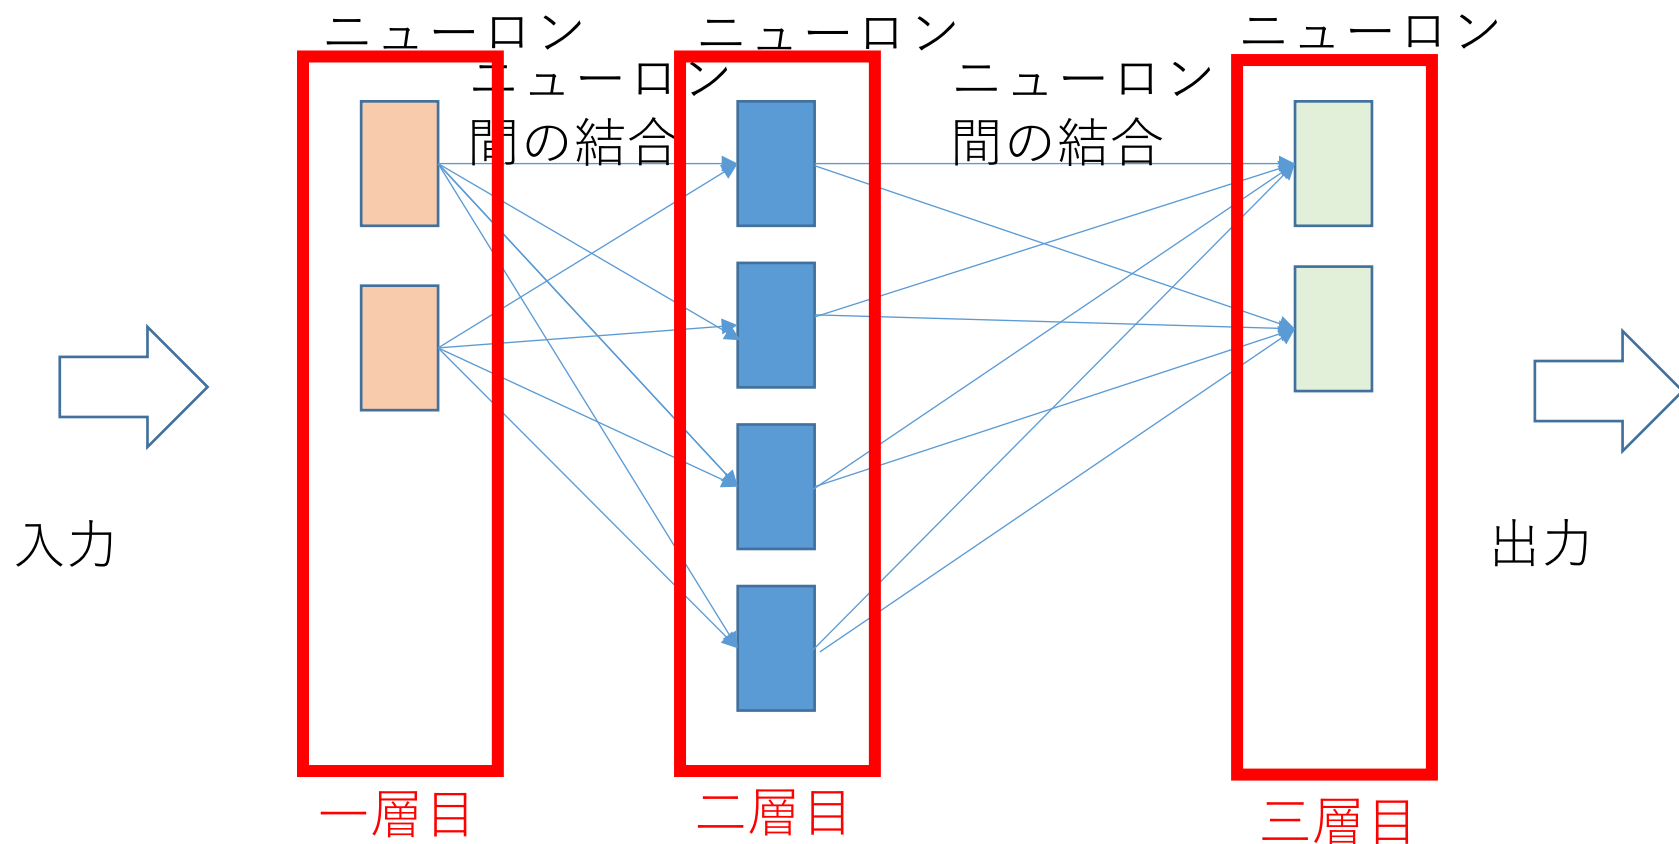 ニューロン
ニューロン
ニューロン
ニューロン
間の結合
ニューロン
間の結合
入力
出力
一層目
二層目
三層目